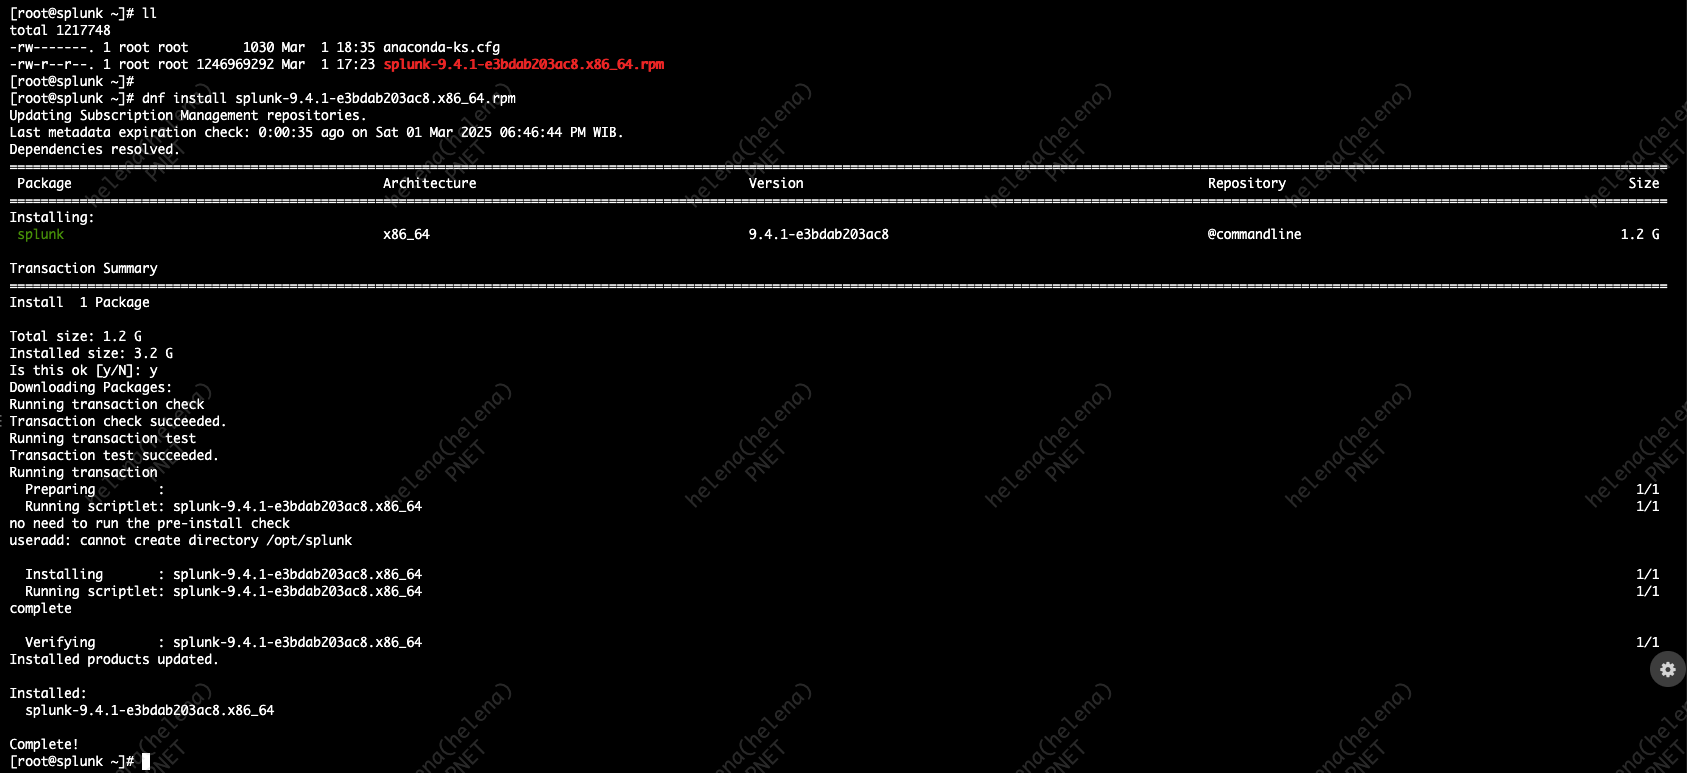 [root@splunk ~]# ll
total 1217748
-rw-------. 1 root root       1030 Mar  1 18:35 anaconda-ks.cfg
-rw-r--r--. 1 root root 1246969292 Mar  1 17:23 splunk-9.4.1-e3bdab203ac8.x86_64.rpm
[root@splunk ~]#
[root@splunk ~]# dnf install splunk-9.4.1-e3bdab203ac8.x86_64.rpm
Updating Subscription Management repositories.
Last metadata expiration check: 0:00:35 ago on Sat 01 Mar 2025 06:46:44 PM WIB.
Dependencies resolved.
Package Architecture Version Repository Size
Installing:
splunk x86_64 9.4.1-e3bdab203ac8 @commandline 1.2 G
Transaction Summary
Install  1 Package
Total size: 1.2 G
Installed size: 3.2 G
Is this ok [y/N]: y
Downloading Packages:
Running transaction check
Transaction check succeeded.
Running transaction test
Transaction test succeeded.
Running transaction
Preparing        : 1/1
Running scriptlet: splunk-9.4.1-e3bdab203ac8.x86_64 1/1
no need to run the pre-install check
useradd: cannot create directory /opt/splunk
Installing       : splunk-9.4.1-e3bdab203ac8.x86_64 1/1
Running scriptlet: splunk-9.4.1-e3bdab203ac8.x86_64 1/1
complete
Verifying        : splunk-9.4.1-e3bdab203ac8.x86_64 1/1
Installed products updated.
Installed:
splunk-9.4.1-e3bdab203ac8.x86_64
Complete!
[root@splunk ~]#
helena(helena)
PNET